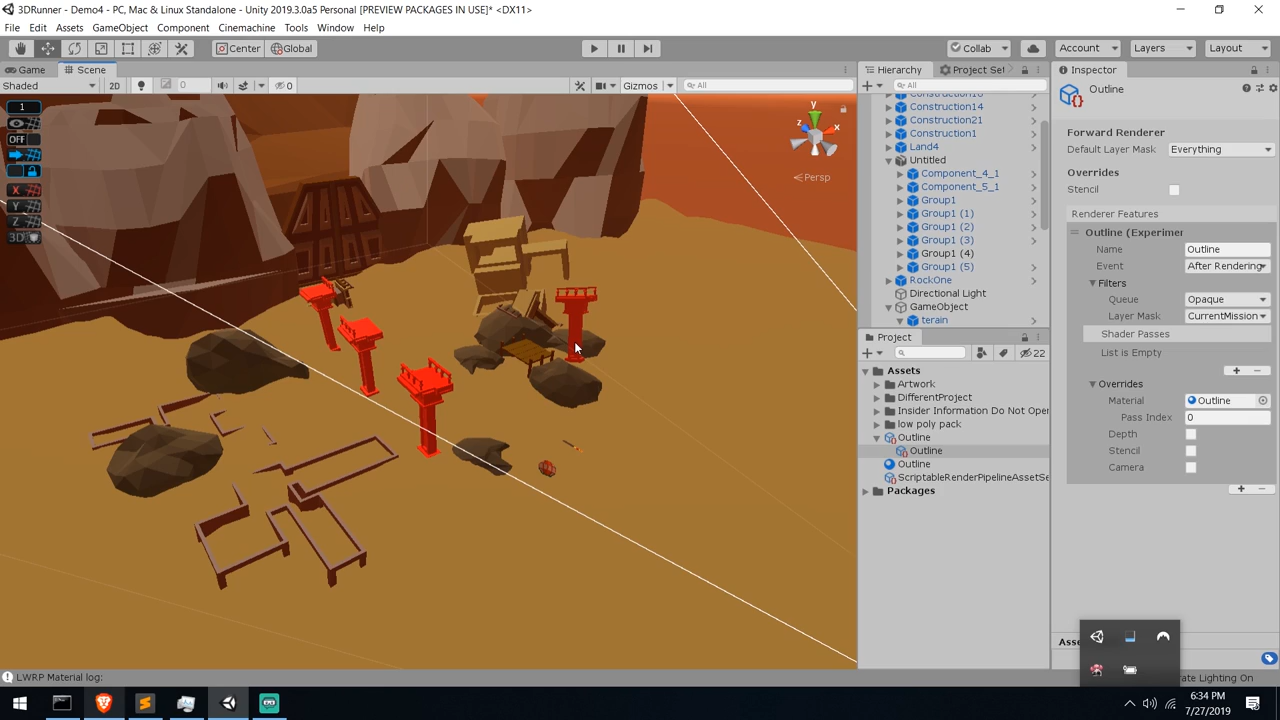 3DRunner - Demo4 - PC, Mac & Linux Standalone - Unity 2019.3.0a5 Personal [PREVIEW PACKAGES IN USE]* <DX11>
File Edit Assets GameObject Component Cinemachine Tools Window Help
Center Global Collab Account Layers Layout
Game Scene
Shaded 2D 0 0 Gizmos All
1
OFF
X
Y
Z
3D
y
z x
Persp
Hierarchy Project Set
All
Construction14
Construction21
Construction1
Land4
Untitled
Component_4_1
Component_5_1
Group1
Group1 (1)
Group1 (2)
Group1 (3)
Group1 (4)
Group1 (5)
RockOne
Directional Light
GameObject
terain
Project
22
Assets
Artwork
DifferentProject
Insider Information Do Not Oper
low poly pack
Outline
Outline
Outline
ScriptableRenderPipelineAssetSe
Packages
Inspector
Outline
Forward Renderer
Default Layer Mask Everything
Overrides
Stencil
Renderer Features
Outline (Experimer
Name Outline
Event After Rendering
Filters
Queue Opaque
Layer Mask CurrentMission
Shader Passes
List is Empty
Overrides
Material Outline
Pass Index 0
Depth
Stencil
Camera
Asse
LWRP Material log:
rate Lighting On
6:34 PM
7/27/2019